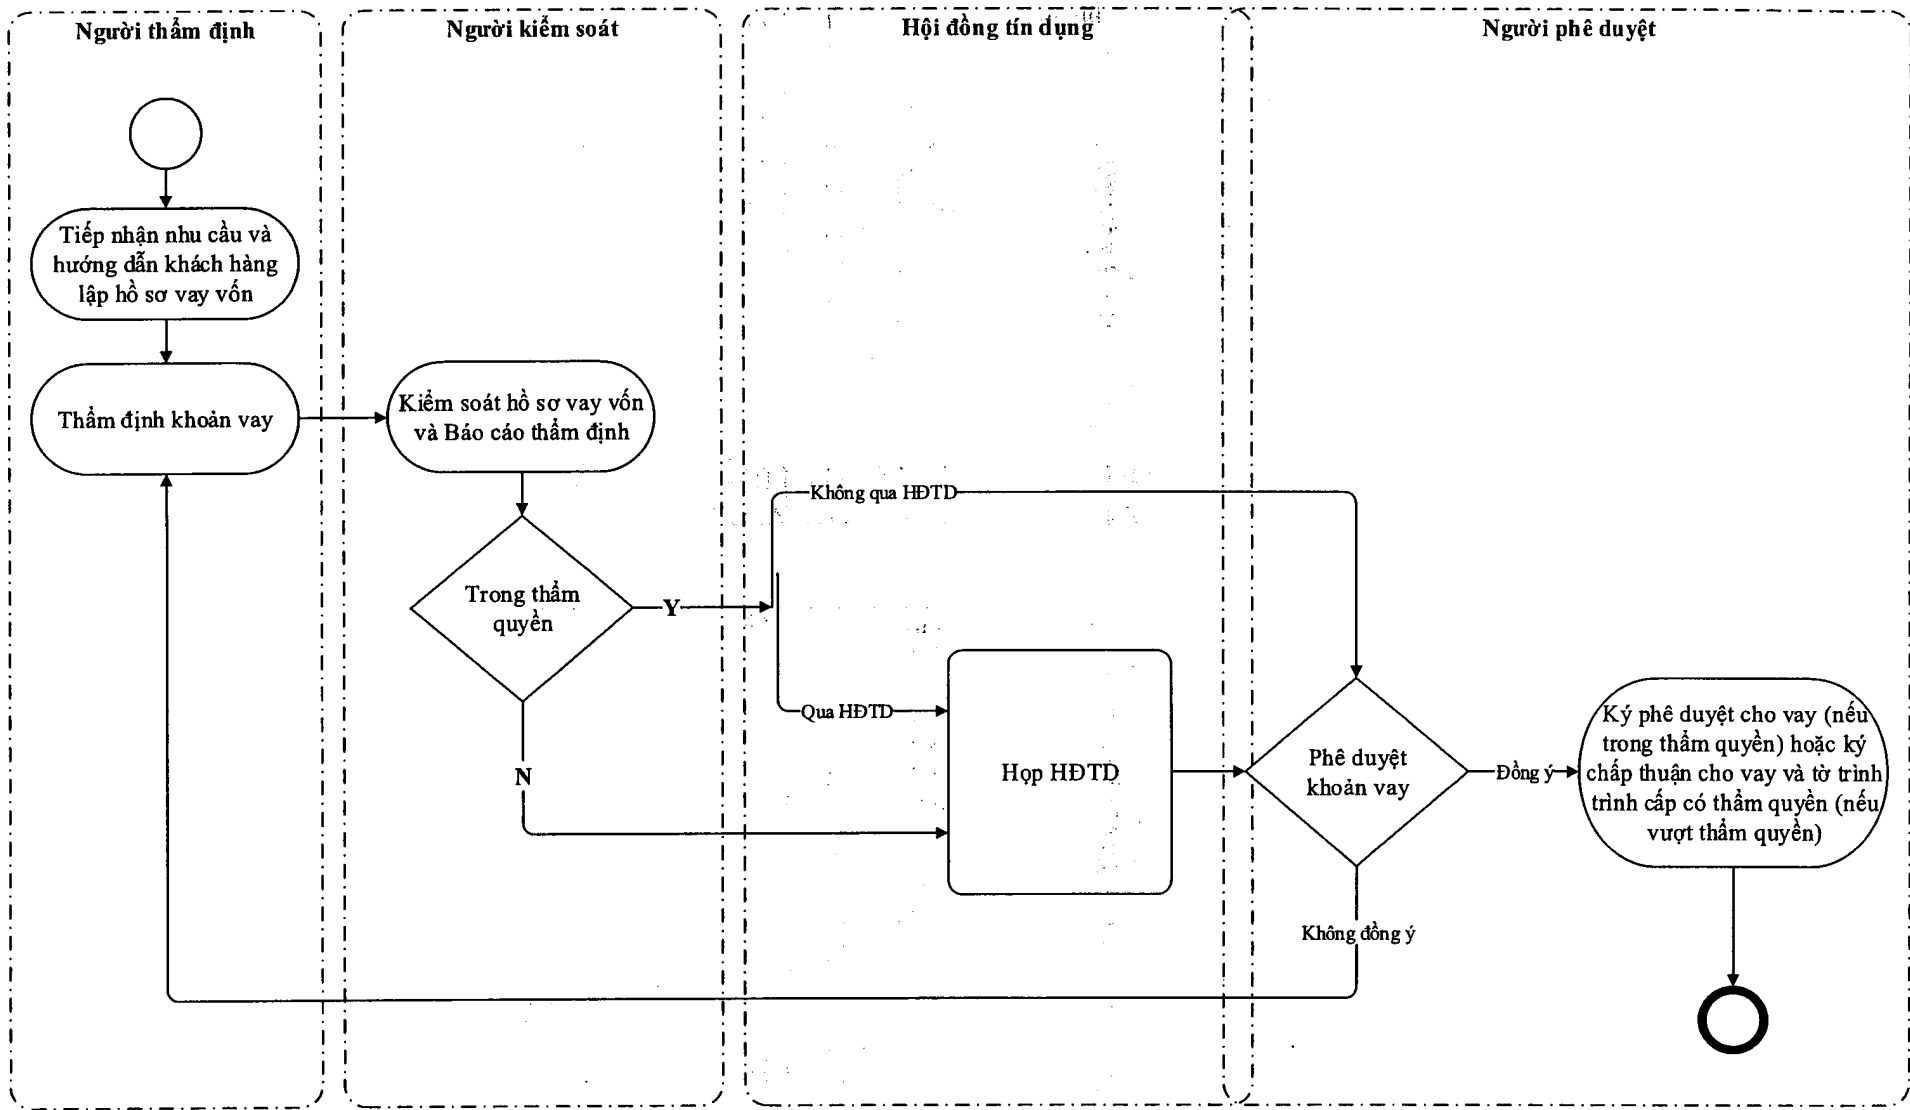 Người thẩm định
Người kiểm soát
Hội đồng tín dụng
Người phê duyệt
Tiếp nhận nhu cầu và
hướng dẫn khách hàng
lập hồ sơ vay vốn
Thẩm định khoản vay
Kiểm soát hồ sơ vay vốn
và Báo cáo thẩm định
Trong thẩm
quyền
Y
N
Không qua HĐTD
Qua HĐTD
Họp HĐTD
Phê duyệt
khoản vay
Đồng ý
Không đồng ý
Ký phê duyệt cho vay (nếu
trong thẩm quyền) hoặc ký
chấp thuận cho vay và tờ trình
trình cấp có thẩm quyền (nếu
vượt thẩm quyền)